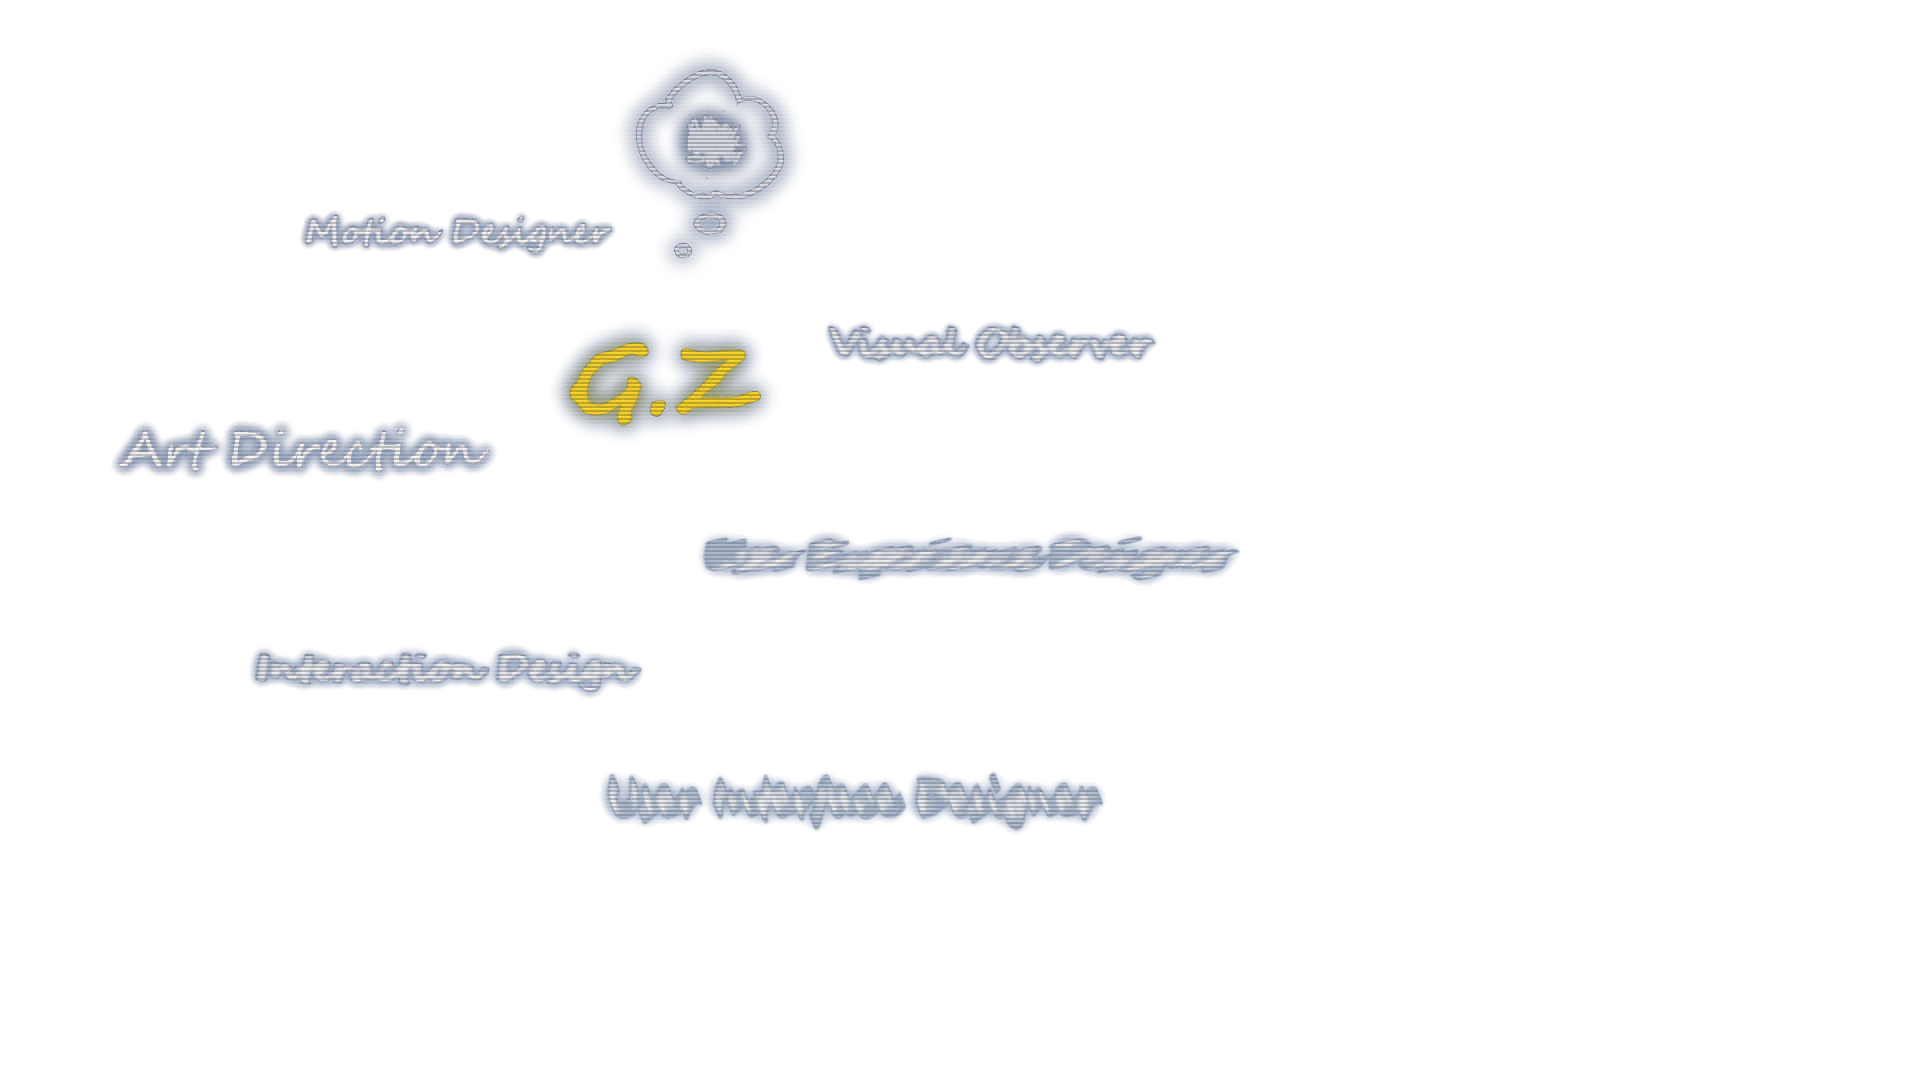 Motion Designer
Visual Observer
G.Z
Art Direction
User Experience Designer
Interaction Design
User Interface Designer